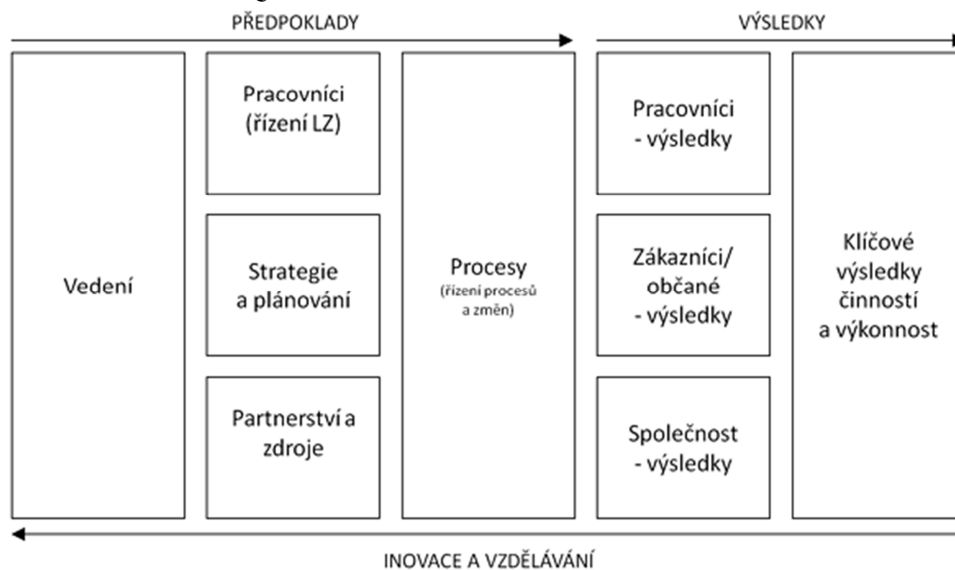 PŘEDPOKLADY
VÝSLEDKY
Vedení
Pracovníci
(řízení LZ)
Strategie
a plánování
Partnerství a
zdroje
Procesy
(řízení procesů
a změn)
Pracovníci
- výsledky
Zákazníci/
občané
- výsledky
Společnost
- výsledky
Klíčové
výsledky
činností
a výkonnost
INOVACE A VZDĚLÁVÁNÍ